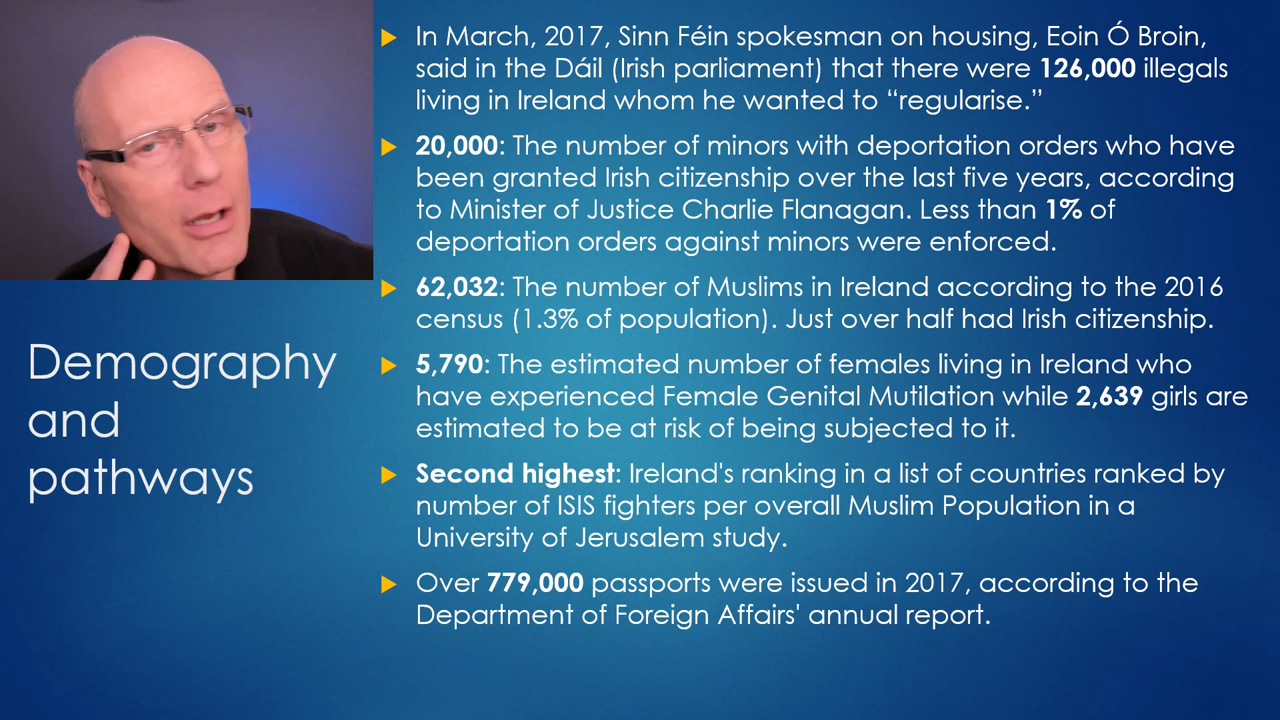 In March, 2017, Sinn Féin spokesman on housing, Eoin Ó Broin,
said in the Dáil (Irish parliament) that there were 126,000 illegals
living in Ireland whom he wanted to “regularise.”
20,000: The number of minors with deportation orders who have
been granted Irish citizenship over the last five years, according
to Minister of Justice Charlie Flanagan. Less than 1% of
deportation orders against minors were enforced.
62,032: The number of Muslims in Ireland according to the 2016
census (1.3% of population). Just over half had Irish citizenship.
5,790: The estimated number of females living in Ireland who
have experienced Female Genital Mutilation while 2,639 girls are
estimated to be at risk of being subjected to it.
Second highest: Ireland's ranking in a list of countries ranked by
number of ISIS fighters per overall Muslim Population in a
University of Jerusalem study.
Over 779,000 passports were issued in 2017, according to the
Department of Foreign Affairs' annual report.
Demography
and
pathways